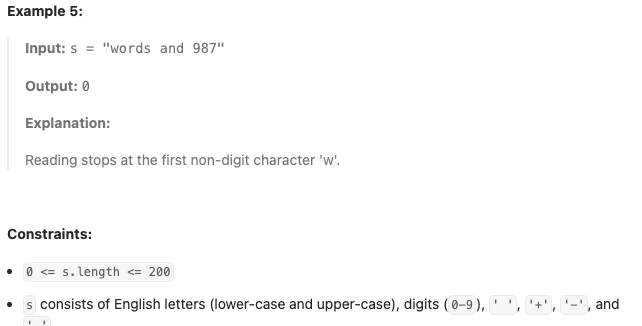 Example 5:
Input: s = "words and 987"
Output: 0
Explanation:
Reading stops at the first non-digit character 'w'.
Constraints:
• 0 <= s.length <= 200
• s consists of English letters (lower-case and upper-case), digits (0-9), ' ', '+', '-', and